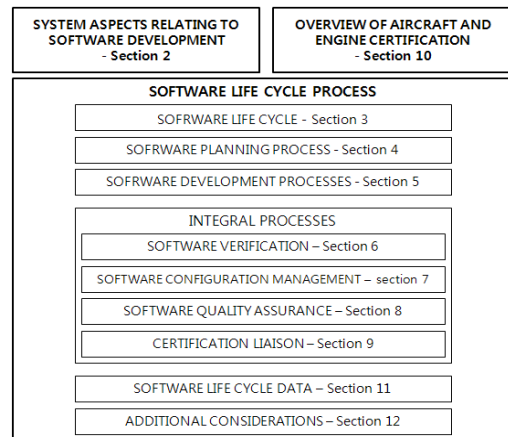 SYSTEM ASPECTS RELATING TO
SOFTWARE DEVELOPMENT
- Section 2
OVERVIEW OF AIRCRAFT AND
ENGINE CERTIFICATION
- Section 10
SOFTWARE LIFE CYCLE PROCESS
SOFRWARE LIFE CYCLE - Section 3
SOFRWARE PLANNING PROCESS - Section 4
SOFRWARE DEVELOPMENT PROCESSES - Section 5
INTEGRAL PROCESSES
SOFTWARE VERIFICATION – Section 6
SOFTWARE CONFIGURATION MANAGEMENT – section 7
SOFTWARE QUALITY ASSURANCE – Section 8
CERTIFICATION LIAISON – Section 9
SOFTWARE LIFE CYCLE DATA – Section 11
ADDITIONAL CONSIDERATIONS – Section 12